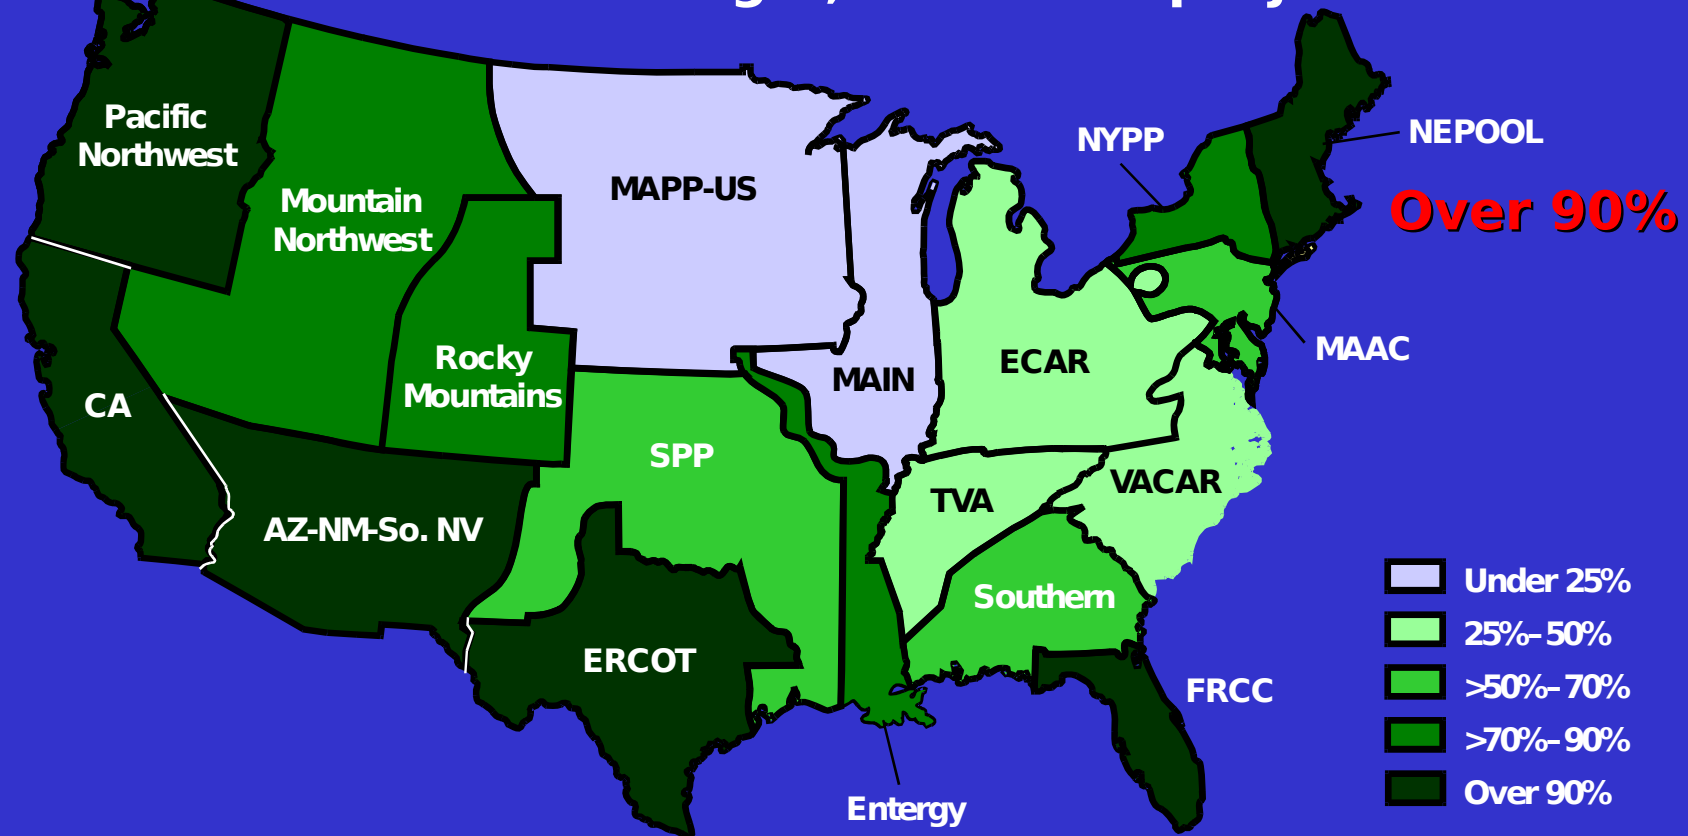 Pacific
Northwest
Mountain
Northwest
MAPP-US
NYPP
NEPOOL
Over 90%
Rocky
Mountains
MAAC
ECAR
MAIN
CA
SPP
VACAR
TVA
AZ-NM-So. NV
Southern
ERCOT
FRCC
Entergy
Under 25%
25%–50%
>50%–70%
>70%–90%
Over 90%